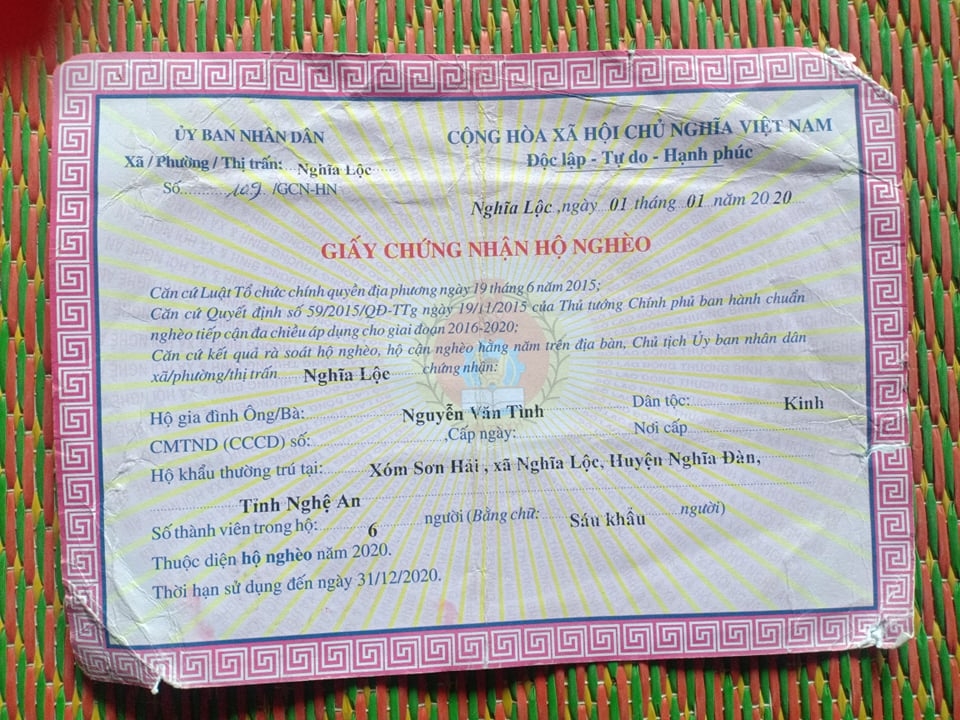 ỦY BAN NHÂN DÂN
Xã / Phường / Thị trấn: Nghĩa Lộc
Số 109 /GCN-HN
CỘNG HÒA XÃ HỘI CHỦ NGHĨA VIỆT NAM
Độc lập - Tự do - Hạnh phúc
Nghĩa Lộc ,ngày 01 tháng 01 năm 2020
GIẤY CHỨNG NHẬN HỘ NGHÈO
Căn cứ Luật Tổ chức chính quyền địa phương ngày 19 tháng 6 năm 2015;
Căn cứ Quyết định số 59/2015/QĐ-TTg ngày 19/11/2015 của Thủ tướng Chính phủ ban hành chuẩn
nghèo tiếp cận đa chiều áp dụng cho giai đoạn 2016-2020;
Căn cứ kết quả rà soát hộ nghèo, hộ cận nghèo hằng năm trên địa bàn. Chủ tịch Ủy ban nhân dân
xã/phường/thị trấn Nghĩa Lộc chứng nhận:
Hộ gia đình Ông/Bà: Nguyễn Văn Tình Dân tộc: Kinh
CMTND (CCCD) số: ,Cấp ngày: Nơi cấp
Hộ khẩu thường trú tại: Xóm Sơn Hải , xã Nghĩa Lộc, Huyện Nghĩa Đàn,
Tỉnh Nghệ An
Số thành viên trong hộ: 6 người (Bằng chữ: Sáu khẩu người)
Thuộc diện hộ nghèo năm 2020.
Thời hạn sử dụng đến ngày 31/12/2020.